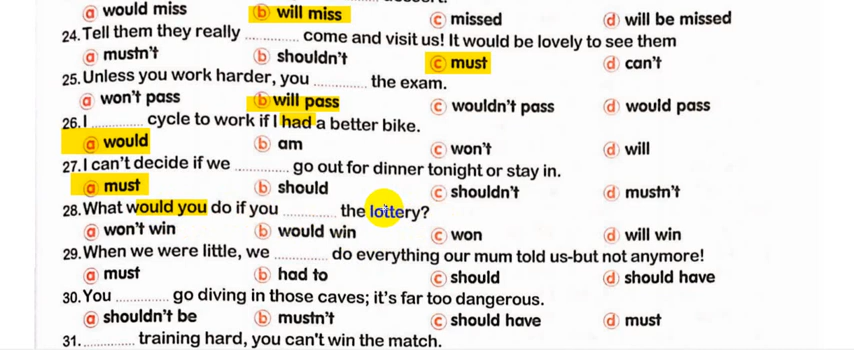 ⓐ would miss ⓑ will miss ⓒ missed ⓓ will be missed
24. Tell them they really ............ come and visit us! It would be lovely to see them
ⓐ mustn't ⓑ shouldn't ⓒ must ⓓ can't
25. Unless you work harder, you ............ the exam.
ⓐ won't pass ⓑ will pass ⓒ wouldn't pass ⓓ would pass
26. I ............ cycle to work if I had a better bike.
ⓐ would ⓑ am ⓒ won't ⓓ will
27. I can't decide if we ............ go out for dinner tonight or stay in.
ⓐ must ⓑ should ⓒ shouldn't ⓓ mustn't
28. What would you do if you ............ the lottery?
ⓐ won't win ⓑ would win ⓒ won ⓓ will win
29. When we were little, we ............ do everything our mum told us-but not anymore!
ⓐ must ⓑ had to ⓒ should ⓓ should have
30. You ............ go diving in those caves; it's far too dangerous.
ⓐ shouldn't be ⓑ mustn't ⓒ should have ⓓ must
31. ............ training hard, you can't win the match.